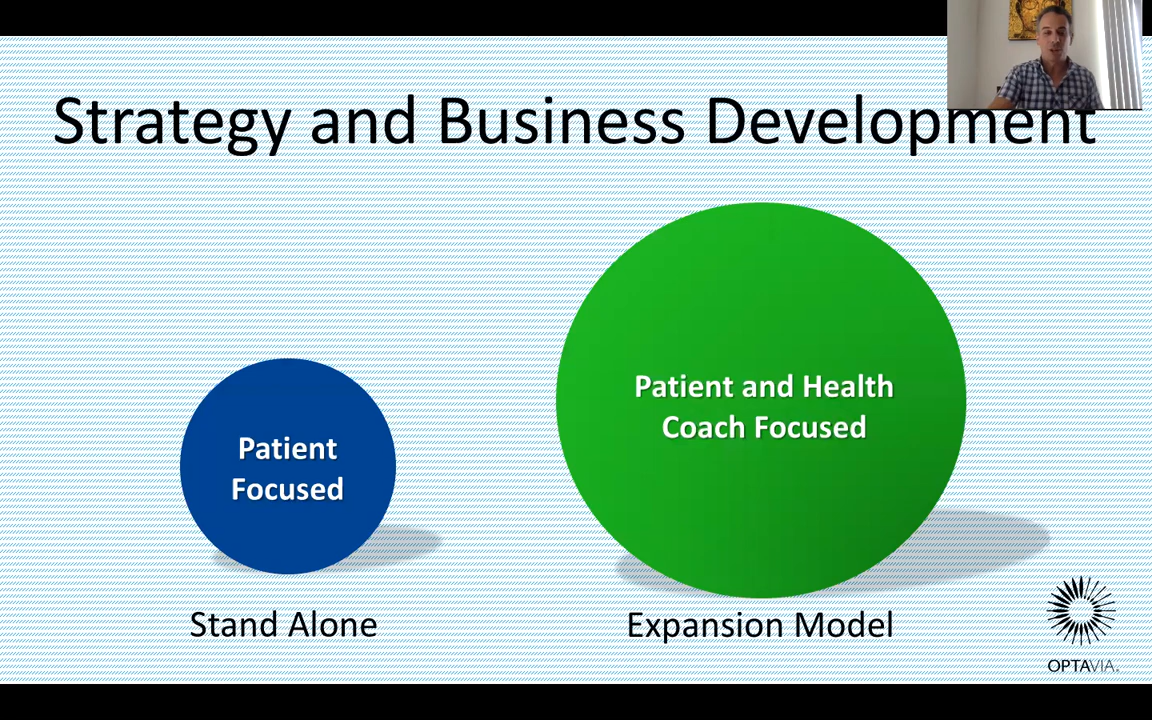 Strategy and Business Development
Patient
Focused
Patient and Health
Coach Focused
Stand Alone
Expansion Model
OPTAVIA.